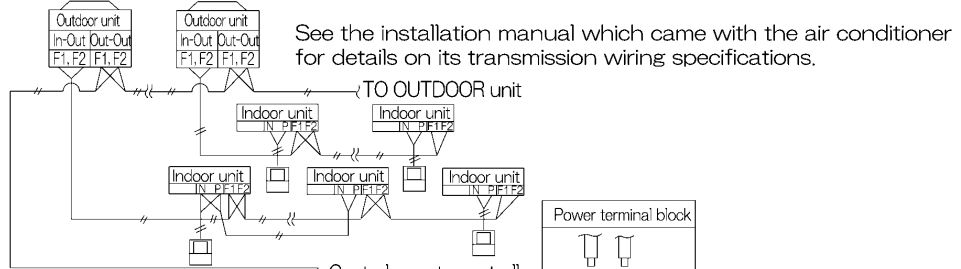 Outdoor unit
In-Out Out-Out
F1, F2 F1, F2
Outdoor unit
In-Out Out-Out
F1, F2 F1, F2
See the installation manual which came with the air conditioner
for details on its transmission wiring specifications.
TO OUTDOOR unit
Indoor unit
IN P F1 F2
Indoor unit
IN P F1 F2
Indoor unit
IN P F1 F2
Indoor unit
IN P F1 F2
Indoor unit
IN P F1 F2
Power terminal block